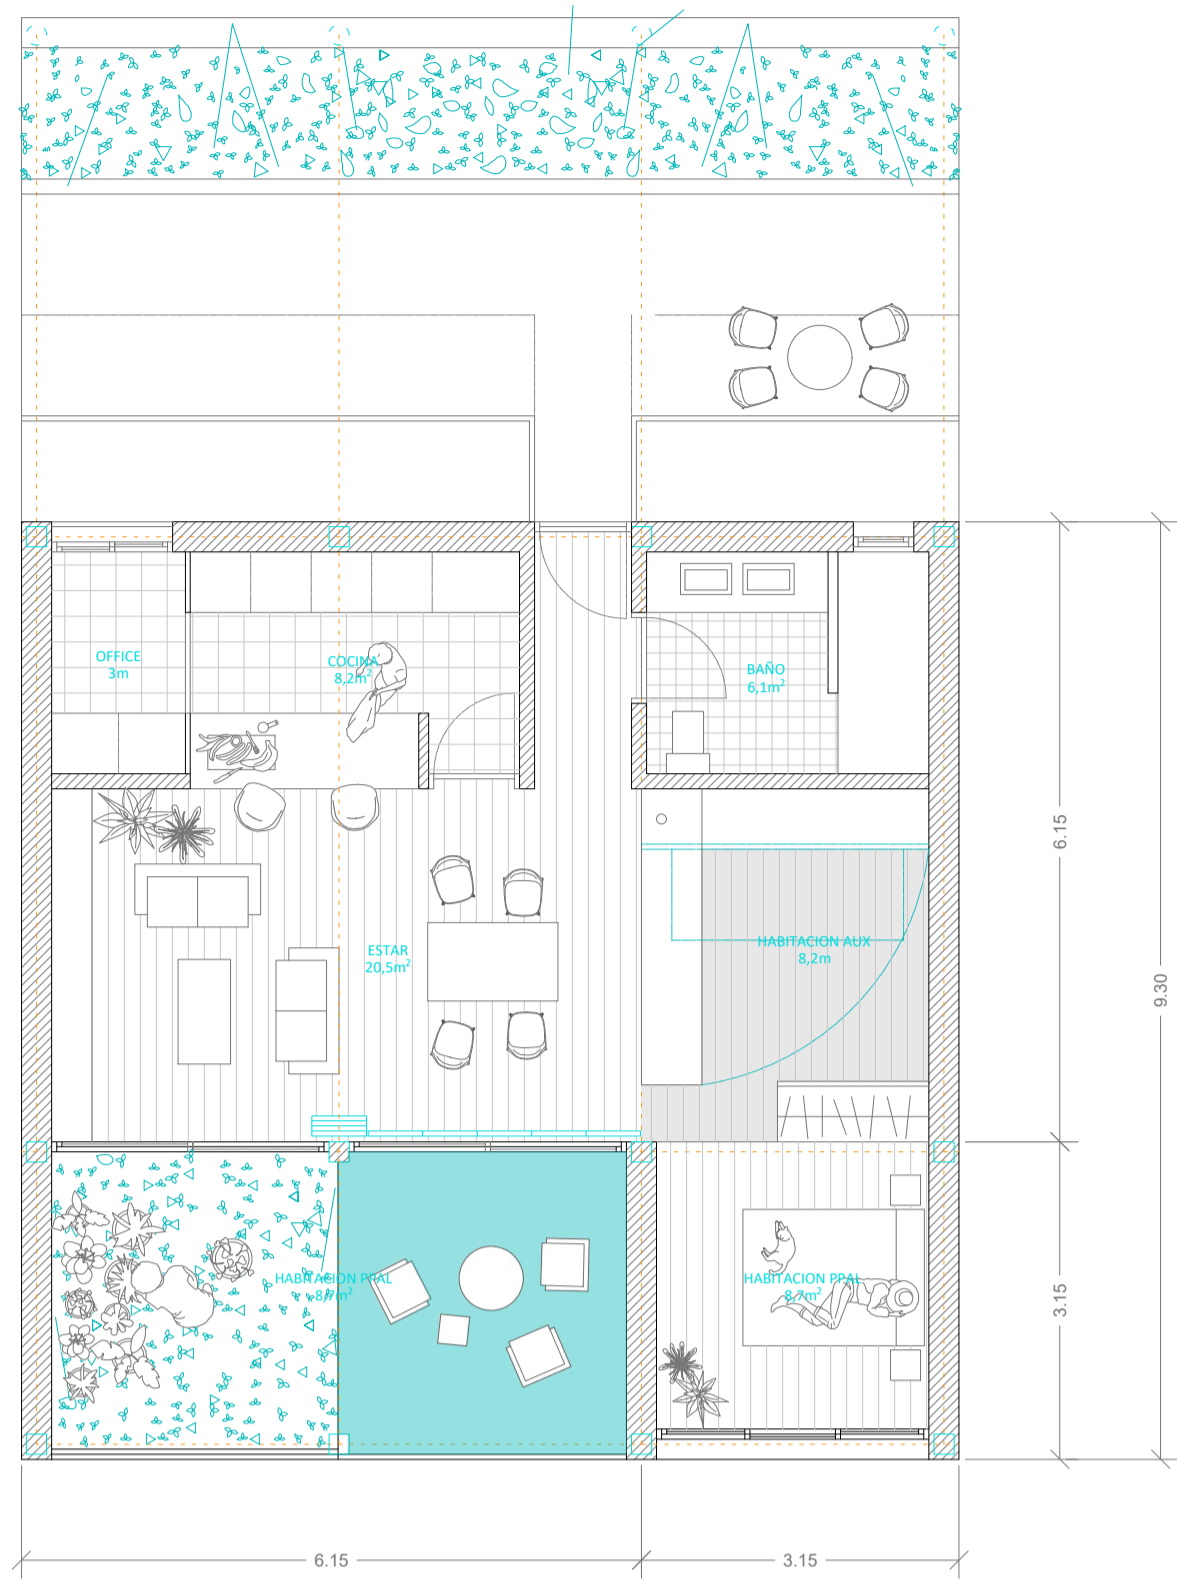 OFFICE
3m
COCINA
8,2m²
BAÑO
6,1m²
ESTAR
20,5m²
HABITACION AUX
8,2m
6.15
9.30
HABITACION PPAL
8,7m²
HABITACION PPAL
8,7m²
3.15
6.15
3.15